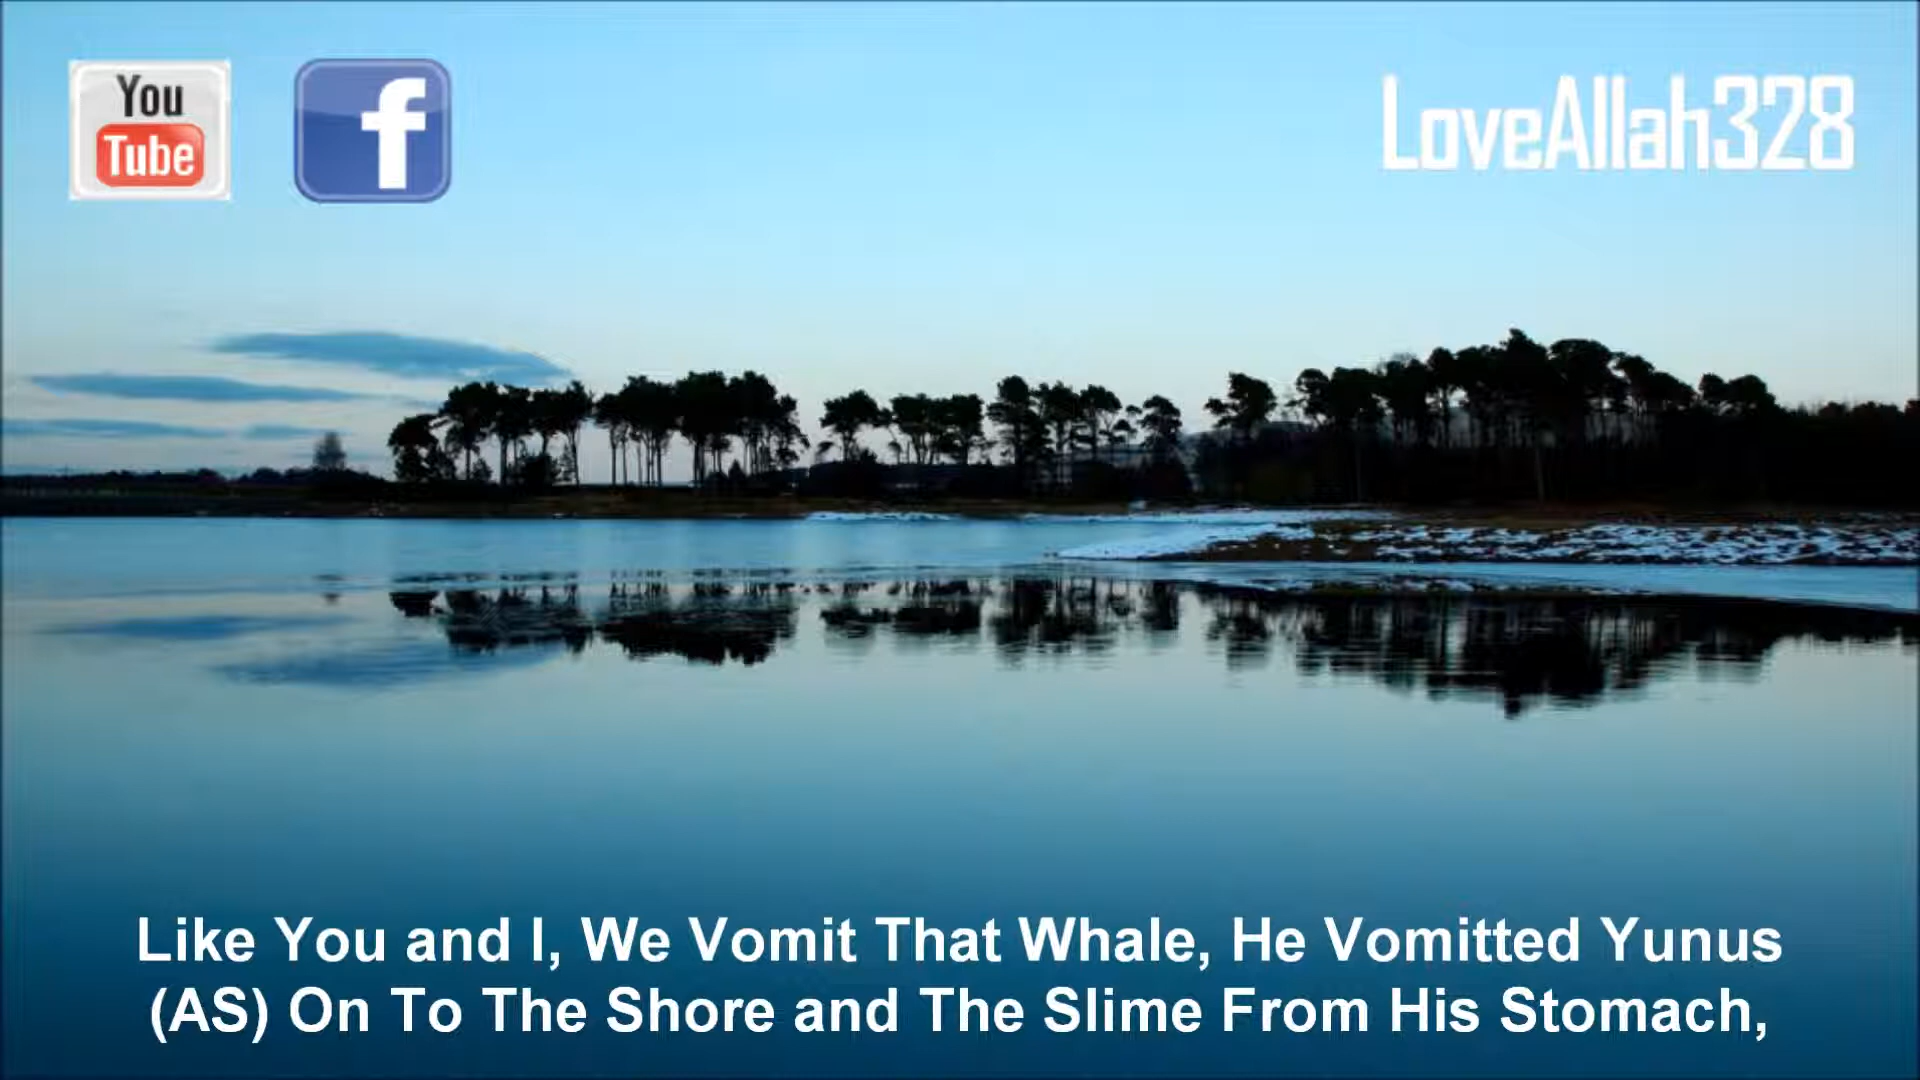 You
Tube
f
LoveAllah328
Like You and I, We Vomit That Whale, He Vomitted Yunus
(AS) On To The Shore and The Slime From His Stomach,